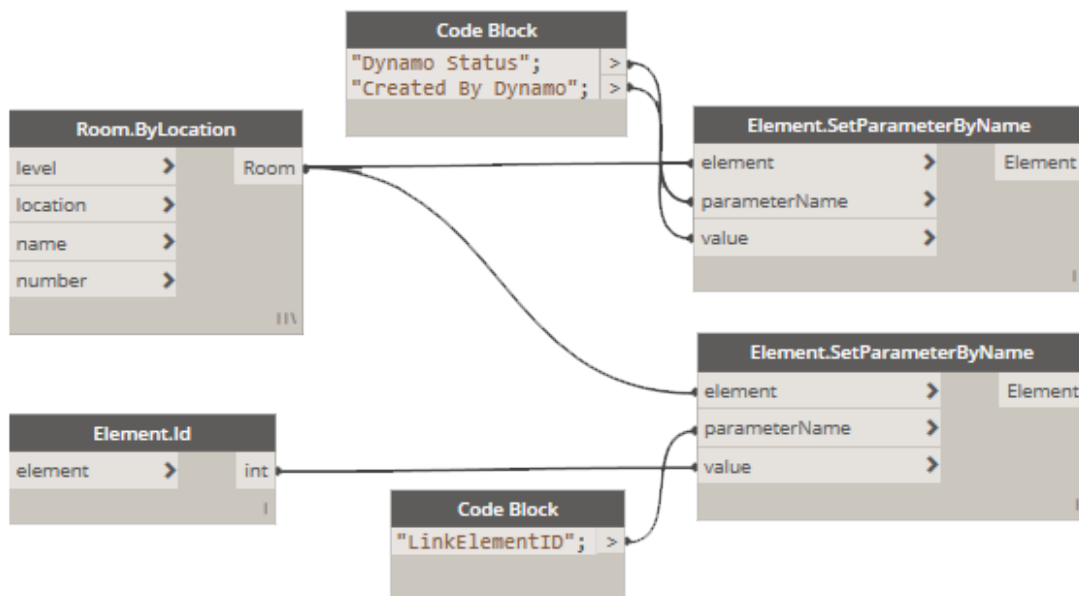 Code Block
"Dynamo Status"; >
"Created By Dynamo"; >
Room.ByLocation
level >
Room
location >
name >
number >
Element.SetParameterByName
element >
Element
parameterName >
value >
Element.SetParameterByName
element >
Element
parameterName >
value >
Element.Id
element >
int
Code Block
"LinkElementID"; >